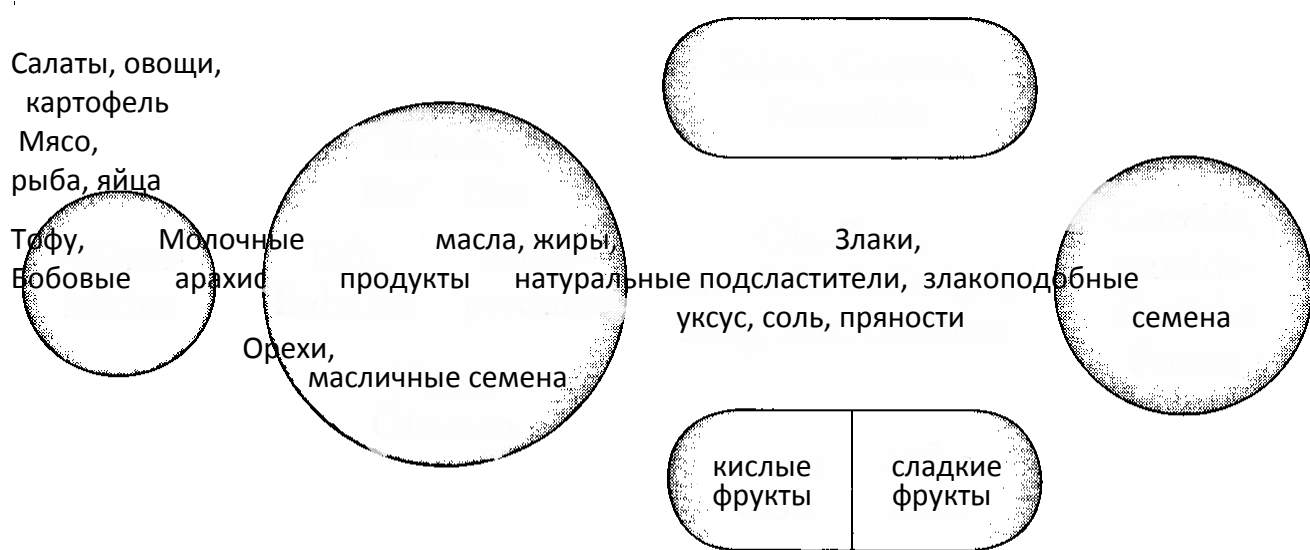 Салаты, овощи,
картофель
Мясо,
рыба, яйца
Тофу, Молочные масла, жиры, Злаки,
Бобовые арахис продукты натуральные подсластители, злакоподобные
уксус, соль, пряности семена
Орехи,
масличные семена
кислые сладкие
фрукты фрукты